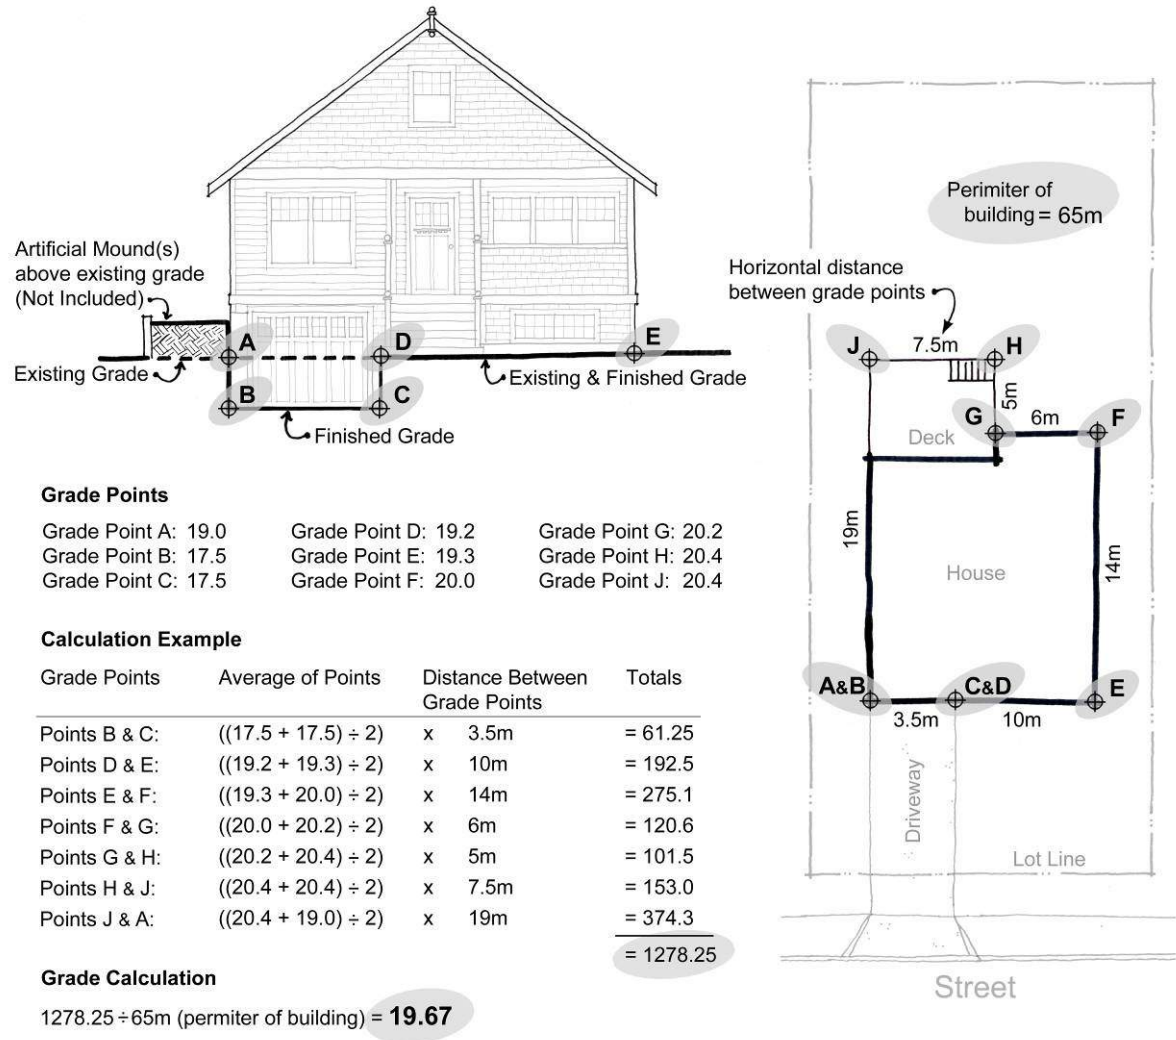 Artificial Mound(s)
above existing grade
(Not Included)
A
D
E
Existing Grade
B
C
Existing & Finished Grade
Finished Grade
Perimiter of
building = 65m
Horizontal distance
between grade points
J
7.5m
H
5m
G
6m
F
Deck
19m
House
14m
A&B
C&D
E
3.5m
10m
Driveway
Lot Line
Street
Grade Points
Grade Point A: 19.0 Grade Point D: 19.2 Grade Point G: 20.2
Grade Point B: 17.5 Grade Point E: 19.3 Grade Point H: 20.4
Grade Point C: 17.5 Grade Point F: 20.0 Grade Point J: 20.4
Calculation Example
Grade Points Average of Points Distance Between Totals
Grade Points
Points B & C: ((17.5 + 17.5) ÷ 2) x 3.5m = 61.25
Points D & E: ((19.2 + 19.3) ÷ 2) x 10m = 192.5
Points E & F: ((19.3 + 20.0) ÷ 2) x 14m = 275.1
Points F & G: ((20.0 + 20.2) ÷ 2) x 6m = 120.6
Points G & H: ((20.2 + 20.4) ÷ 2) x 5m = 101.5
Points H & J: ((20.4 + 20.4) ÷ 2) x 7.5m = 153.0
Points J & A: ((20.4 + 19.0) ÷ 2) x 19m = 374.3
= 1278.25
Grade Calculation
1278.25 ÷ 65m (permiter of building) = 19.67